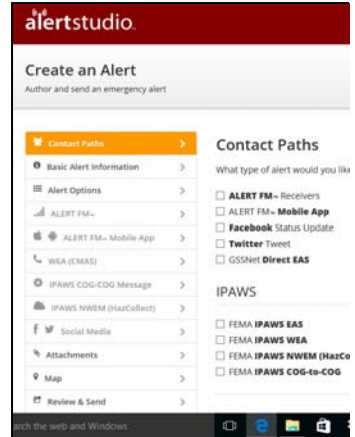 alertstudio.
Create an Alert
Author and send an emergency alert
Contact Paths
Basic Alert Information
Alert Options
ALERT FM™
ALERT FM™ Mobile App
WEA (CMAS)
IPAWS COG-COG Message
IPAWS NWEM (HazCollect)
Social Media
Attachments
Map
Review & Send
Contact Paths
What type of alert would you like
ALERT FM™ Receivers
ALERT FM™ Mobile App
Facebook Status Update
Twitter Tweet
GSSNet Direct EAS
IPAWS
FEMA IPAWS EAS
FEMA IPAWS WEA
FEMA IPAWS NWEM (HazCo
FEMA IPAWS COG-to-COG
arch the web and Windows